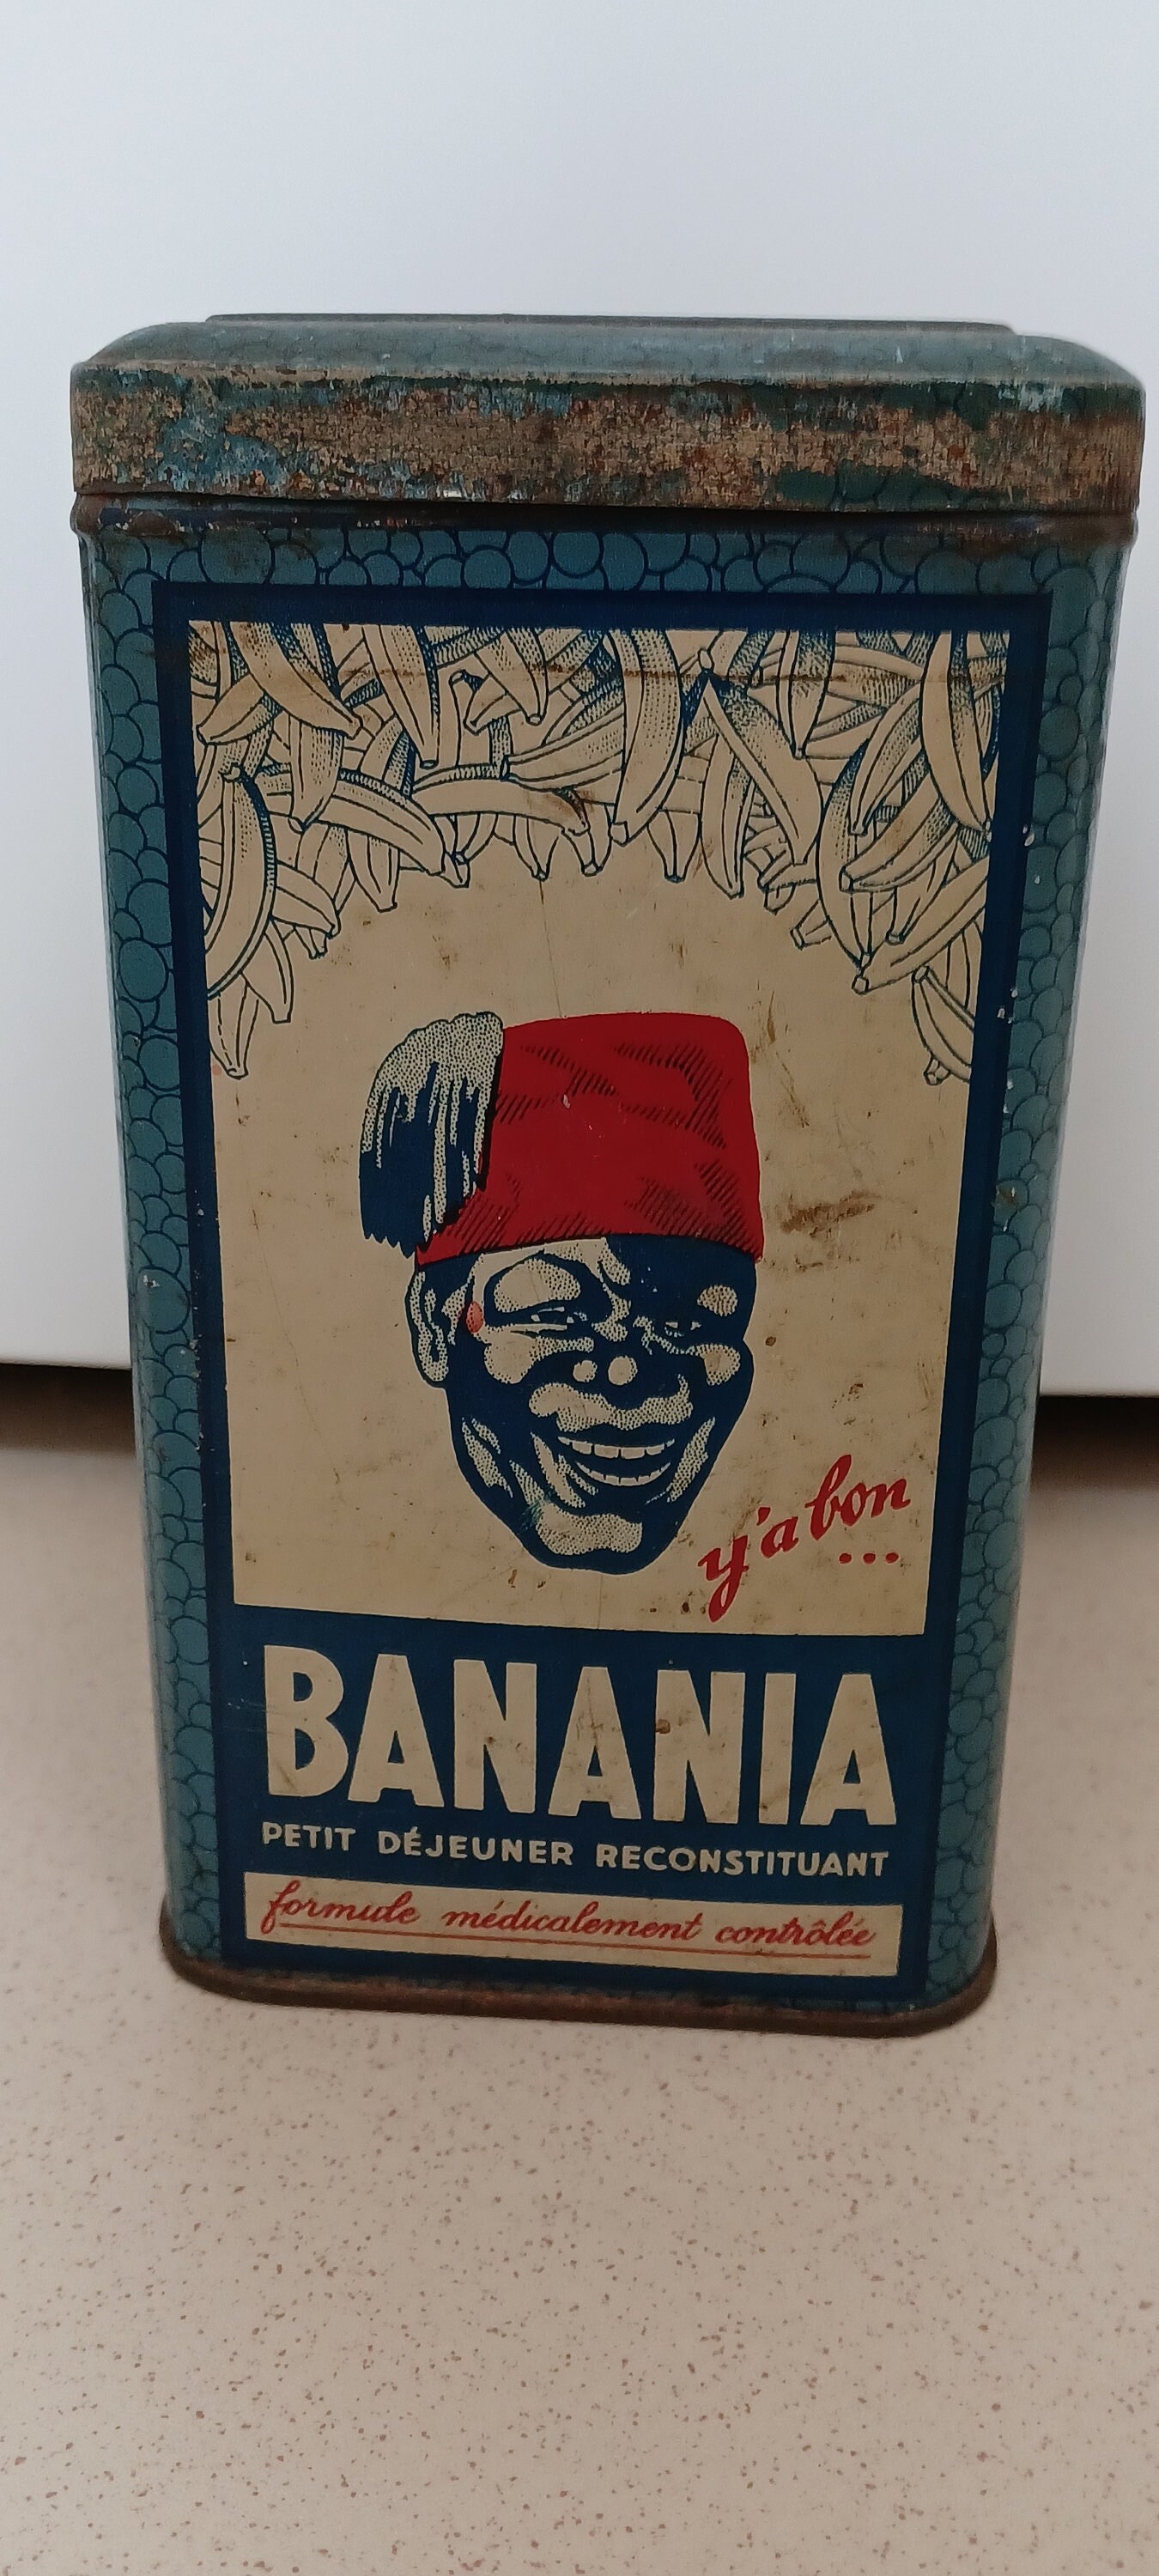 y'a bon
...
BANANIA
PETIT DÉJEUNER RECONSTITUANT
formule médicalement contrôlée